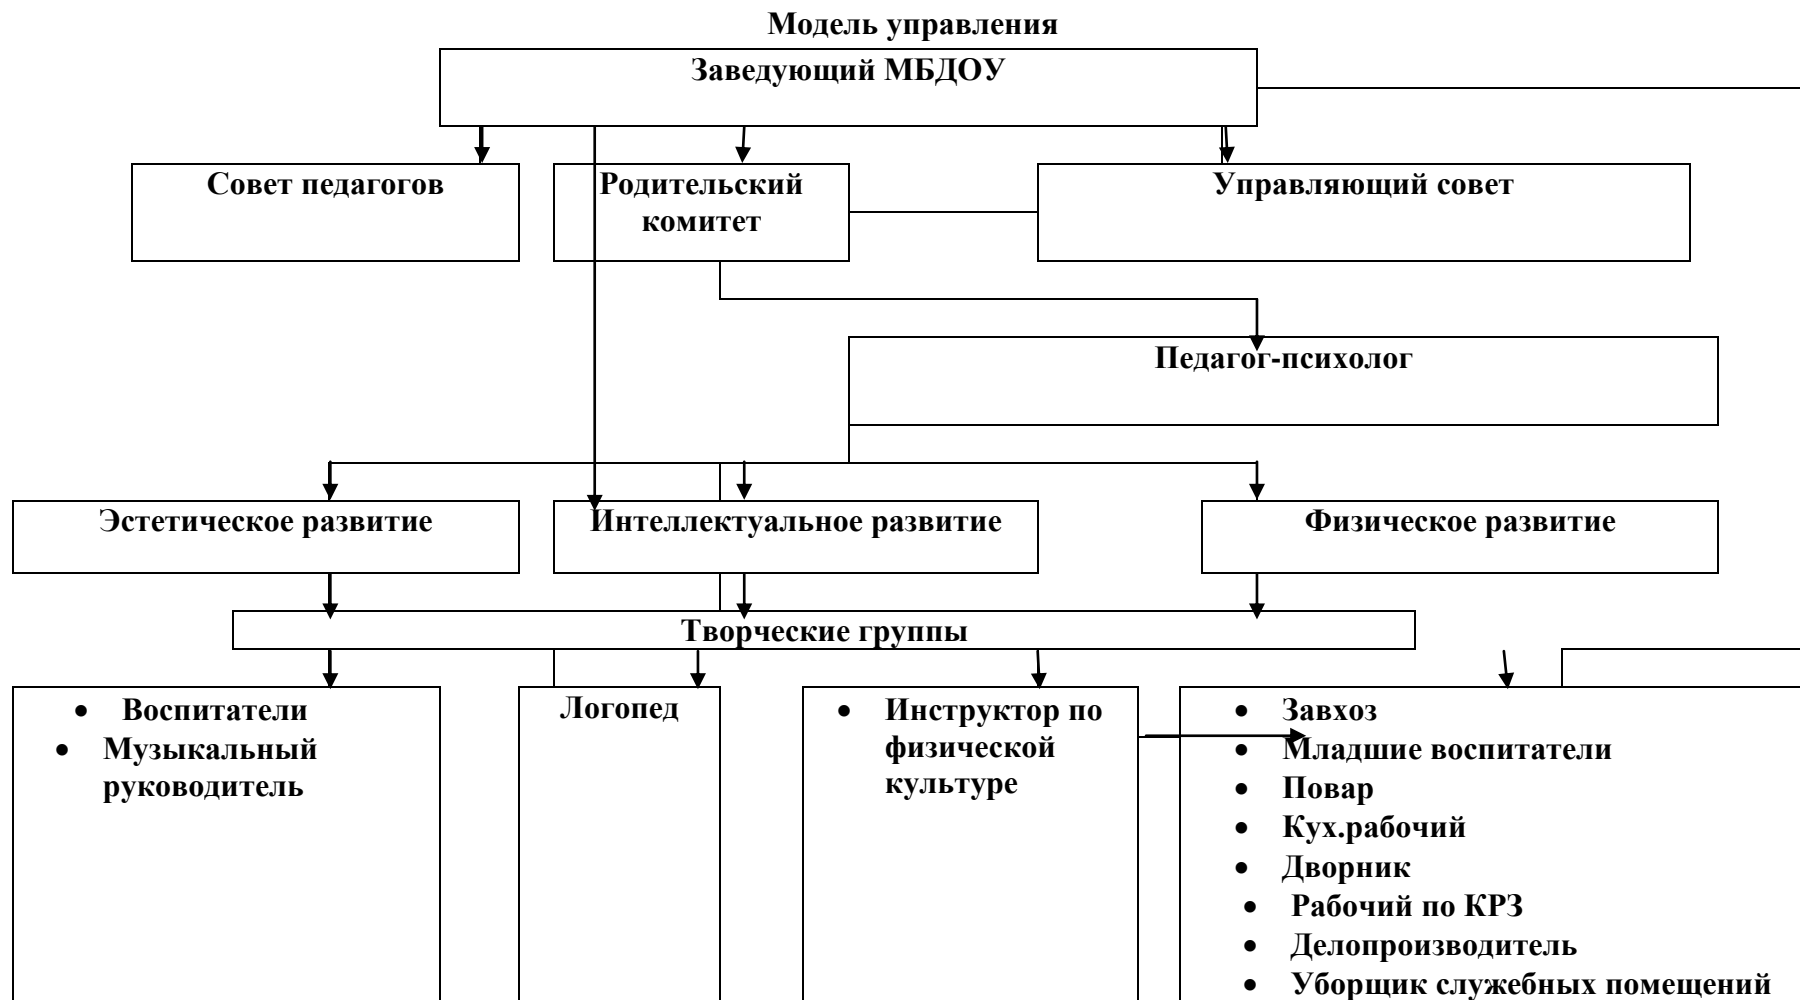 Модель управления
Заведующий МБДОУ
Совет педагогов
Родительский
комитет
Управляющий совет
Педагог-психолог
Эстетическое развитие
Интеллектуальное развитие
Физическое развитие
Творческие группы
• Воспитатели
• Музыкальный
руководитель
Логопед
• Инструктор по
физической
культуре
• Завхоз
• Младшие воспитатели
• Повар
• Кух.рабочий
• Дворник
• Рабочий по КРЗ
• Делопроизводитель
• Уборщик служебных помещений